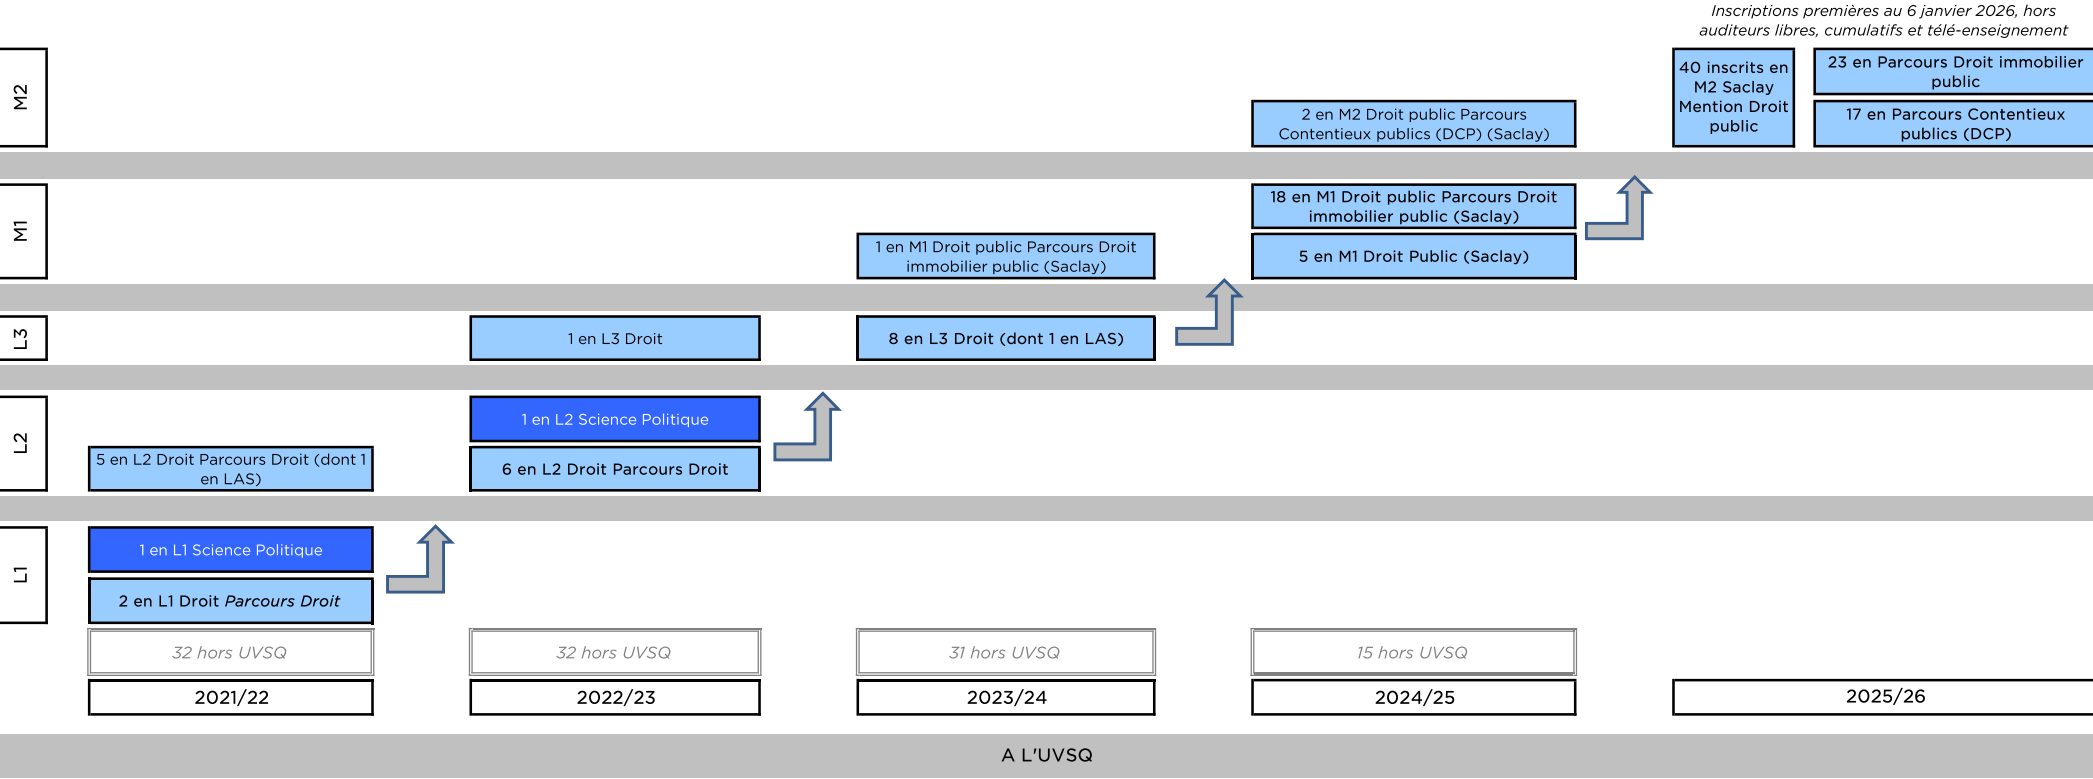 Inscriptions premières au 6 janvier 2026, hors
auditeurs libres, cumulatifs et télé-enseignement
M2
40 inscrits en
M2 Saclay
Mention Droit
public
23 en Parcours Droit immobilier
public
17 en Parcours Contentieux
publics (DCP)
2 en M2 Droit public Parcours
Contentieux publics (DCP) (Saclay)
M1
18 en M1 Droit public Parcours Droit
immobilier public (Saclay)
5 en M1 Droit Public (Saclay)
1 en M1 Droit public Parcours Droit
immobilier public (Saclay)
L3
1 en L3 Droit
8 en L3 Droit (dont 1 en LAS)
L2
1 en L2 Science Politique
6 en L2 Droit Parcours Droit
5 en L2 Droit Parcours Droit (dont 1
en LAS)
L1
1 en L1 Science Politique
2 en L1 Droit Parcours Droit
32 hors UVSQ
32 hors UVSQ
31 hors UVSQ
15 hors UVSQ
2021/22
2022/23
2023/24
2024/25
2025/26
A L'UVSQ